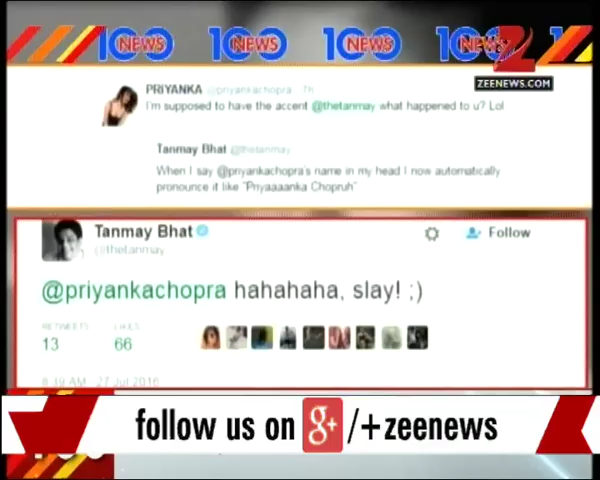 100 NEWS 100 NEWS 100 NEWS 100 NEWS 1
Z
ZEENEWS.COM
PRIYANKA @priyankachopra · 7h
I'm supposed to have the accent @thetanmay what happened to u? Lol
Tanmay Bhat @thetanmay
When I say @priyankachopra's name in my head I now automatically
pronounce it like "Priyaaaanka Chopruh"
Tanmay Bhat
@thetanmay
Follow
@priyankachopra hahahaha, slay! ;)
RETWEETS LIKES
13 66
8:39 AM - 27 Jul 2016
follow us on g+ /+zeenews